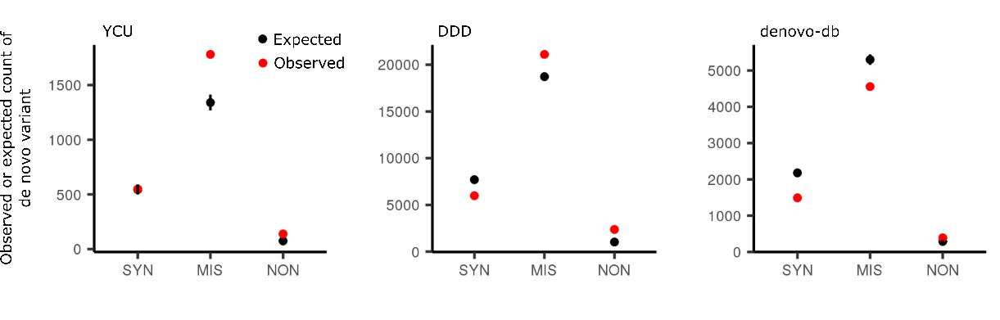 Observed or expected count of
de novo variant
YCU
Expected
Observed
1500
1000
500
0
SYN MIS NON
DDD
20000
15000
10000
5000
0
SYN MIS NON
denovo-db
5000
4000
3000
2000
1000
0
SYN MIS NON